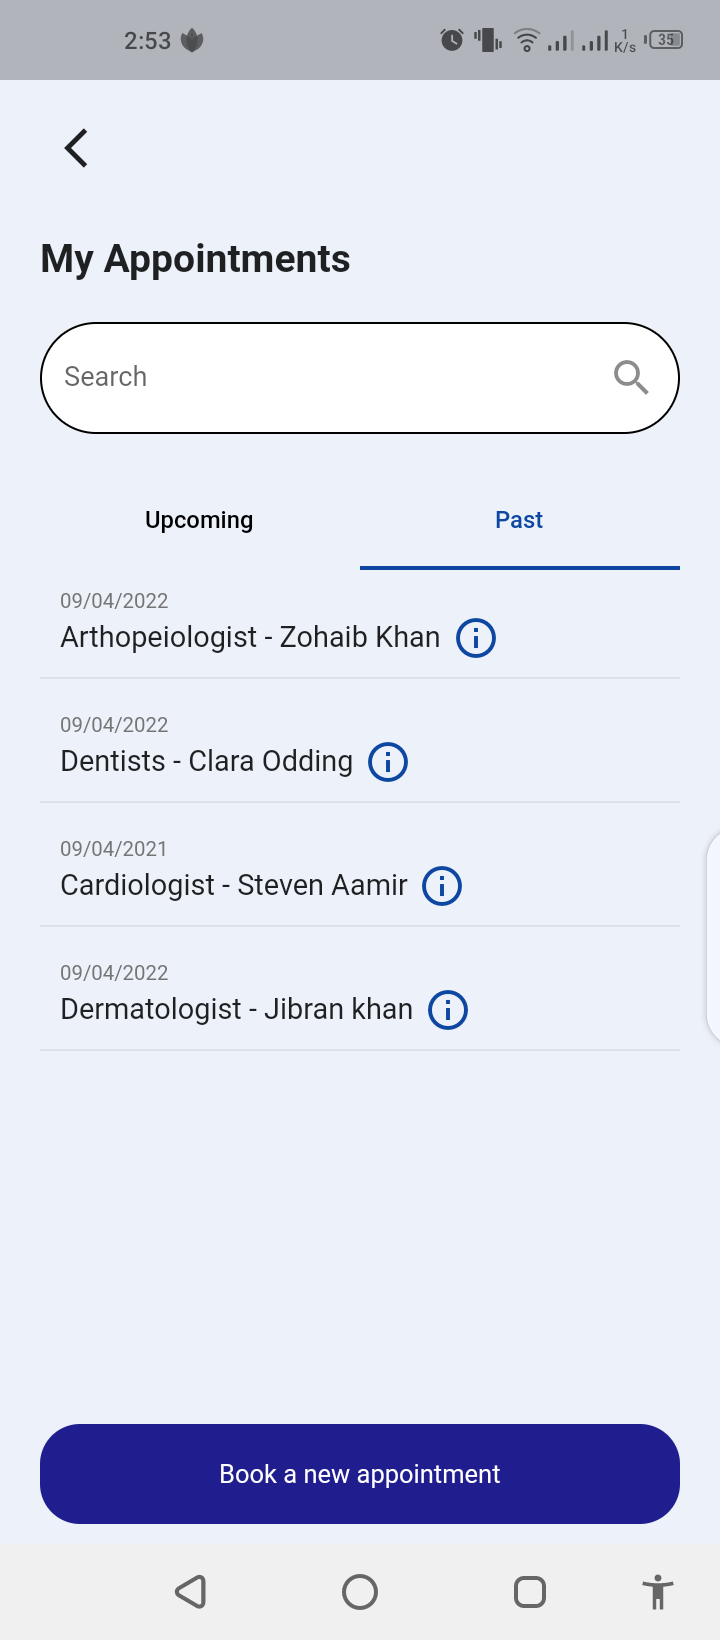 2:53
1
K/s
35
My Appointments
Search
Upcoming
Past
09/04/2022
Arthopeiologist - Zohaib Khan
09/04/2022
Dentists - Clara Odding
09/04/2021
Cardiologist - Steven Aamir
09/04/2022
Dermatologist - Jibran khan
Book a new appointment